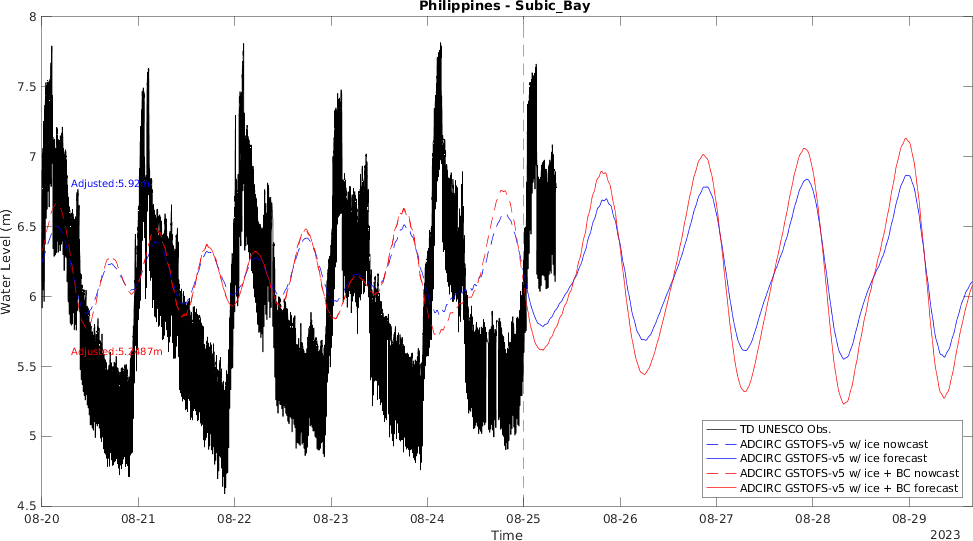 Philippines - Subic_Bay
8
7.5
7
6.5
6
5.5
5
4.5
Water Level (m)
Adjusted:5.92m
Adjusted:5.2487m
TD UNESCO Obs.
ADCIRC GSTOFS-v5 w/ ice nowcast
ADCIRC GSTOFS-v5 w/ ice forecast
ADCIRC GSTOFS-v5 w/ ice + BC nowcast
ADCIRC GSTOFS-v5 w/ ice + BC forecast
08-20 08-21 08-22 08-23 08-24 08-25 08-26 08-27 08-28 08-29
Time
2023